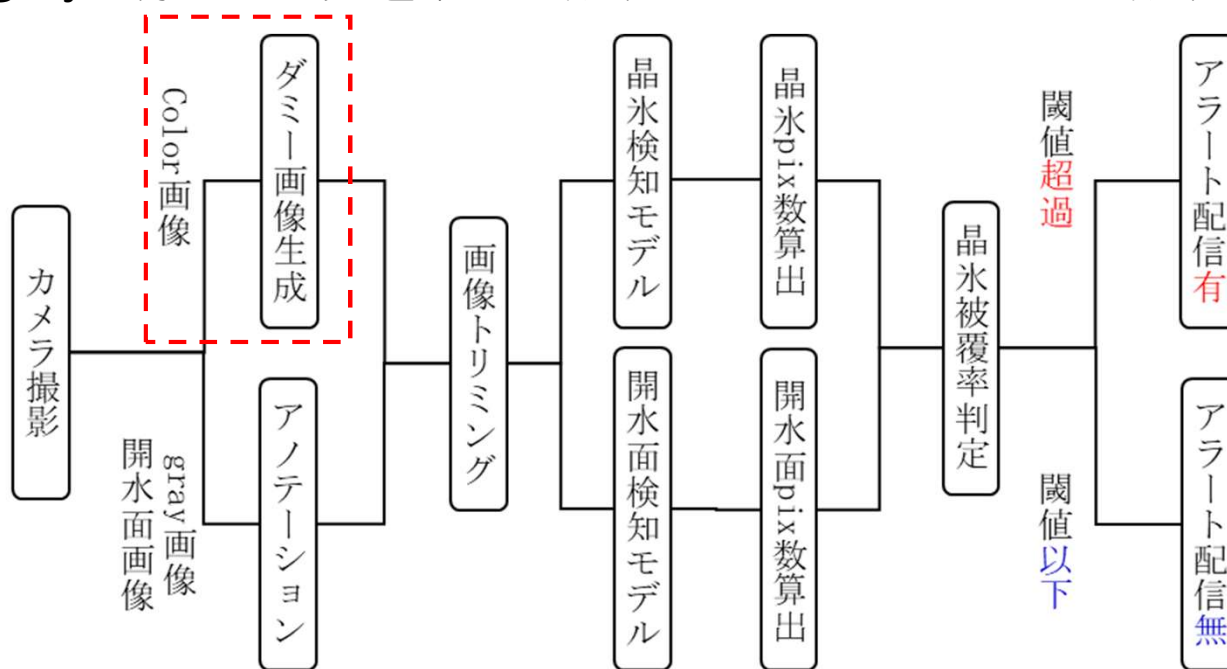 カメラ撮影
Color画像
gray画像
開水面画像
ダミー画像生成
アノテーション
画像トリミング
晶氷検知モデル
開水面検知モデル
晶氷pix数算出
開水面pix数算出
晶氷被覆率判定
閾値超過
閾値以下
アラート配信有
アラート配信無